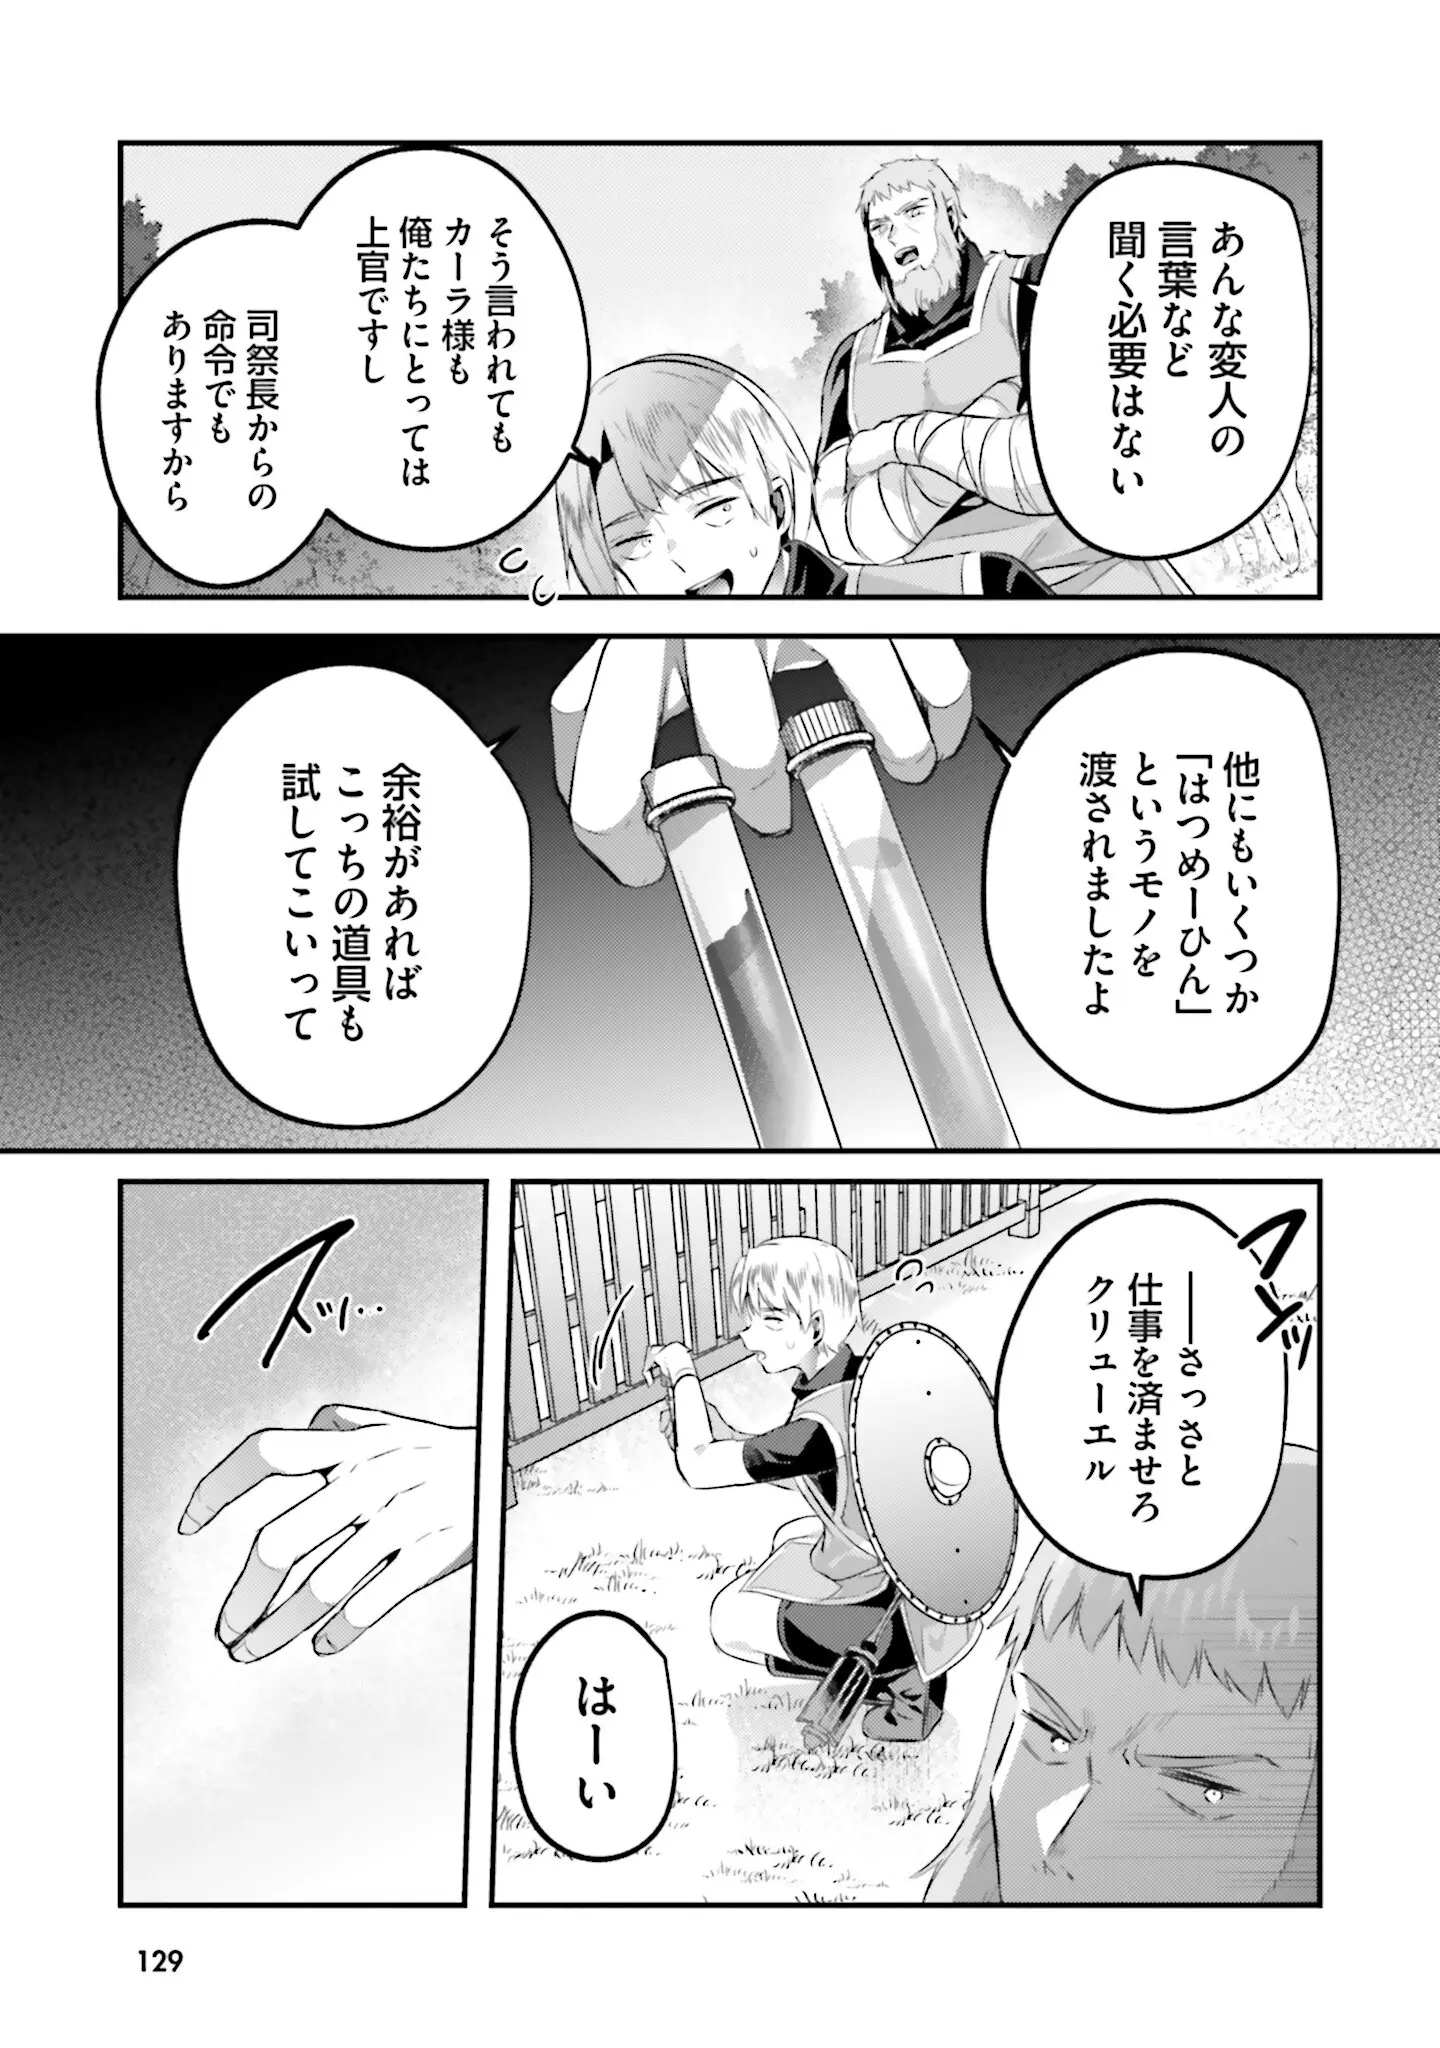 あんな変人の
言葉など
聞く必要はない
そう言われても
カーラ様も
俺たちにとっては
上官ですし
司祭長からの
命令でも
ありますから
他にもいくつか
「はつめーひん」
というモノを
渡されましたよ
余裕があれば
こっちの道具も
試してこいって
――さっさと
仕事を済ませろ
クリューエル
はーい
ズッ…
129